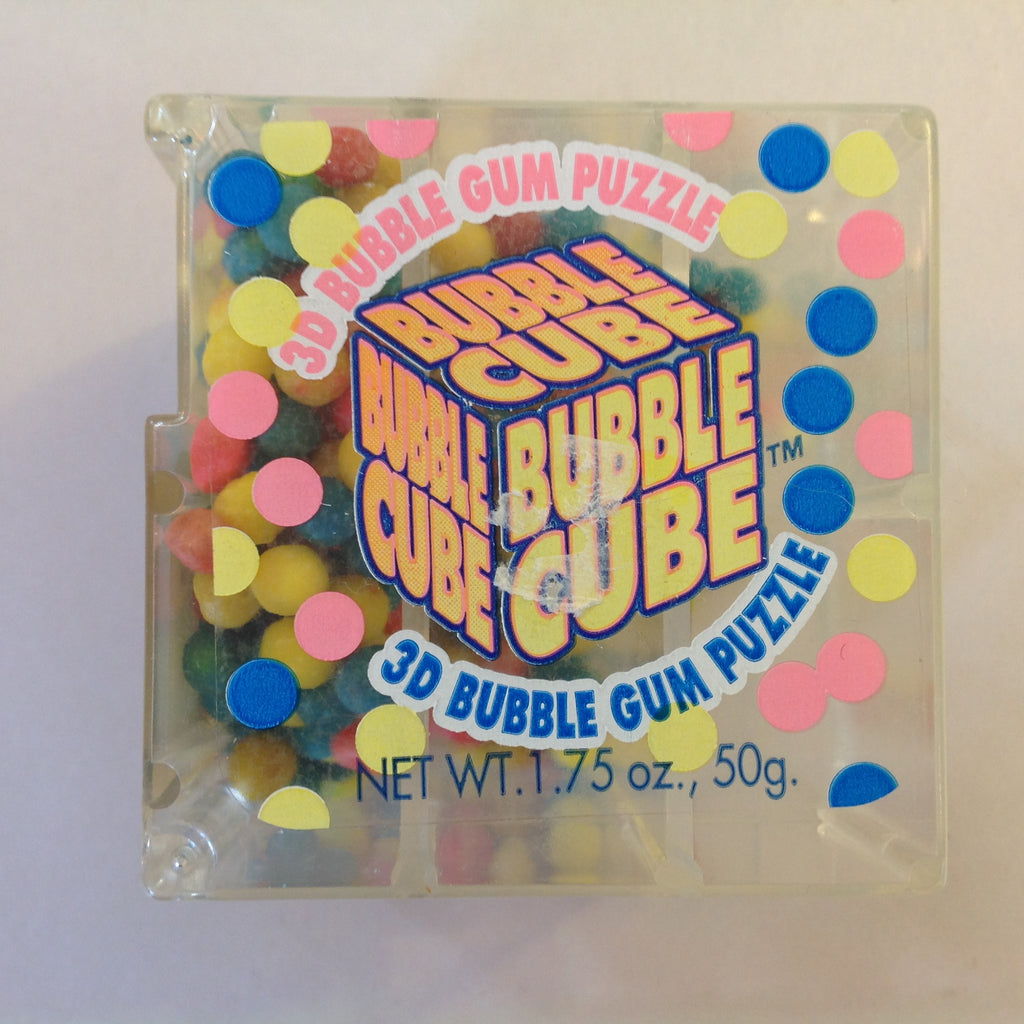 3D BUBBLE GUM PUZZLE
BUBBLE
CUBE
BUBBLE
CUBE
BUBBLE
CUBE
TM
3D BUBBLE GUM PUZZLE
NET WT. 1.75 oz., 50g.